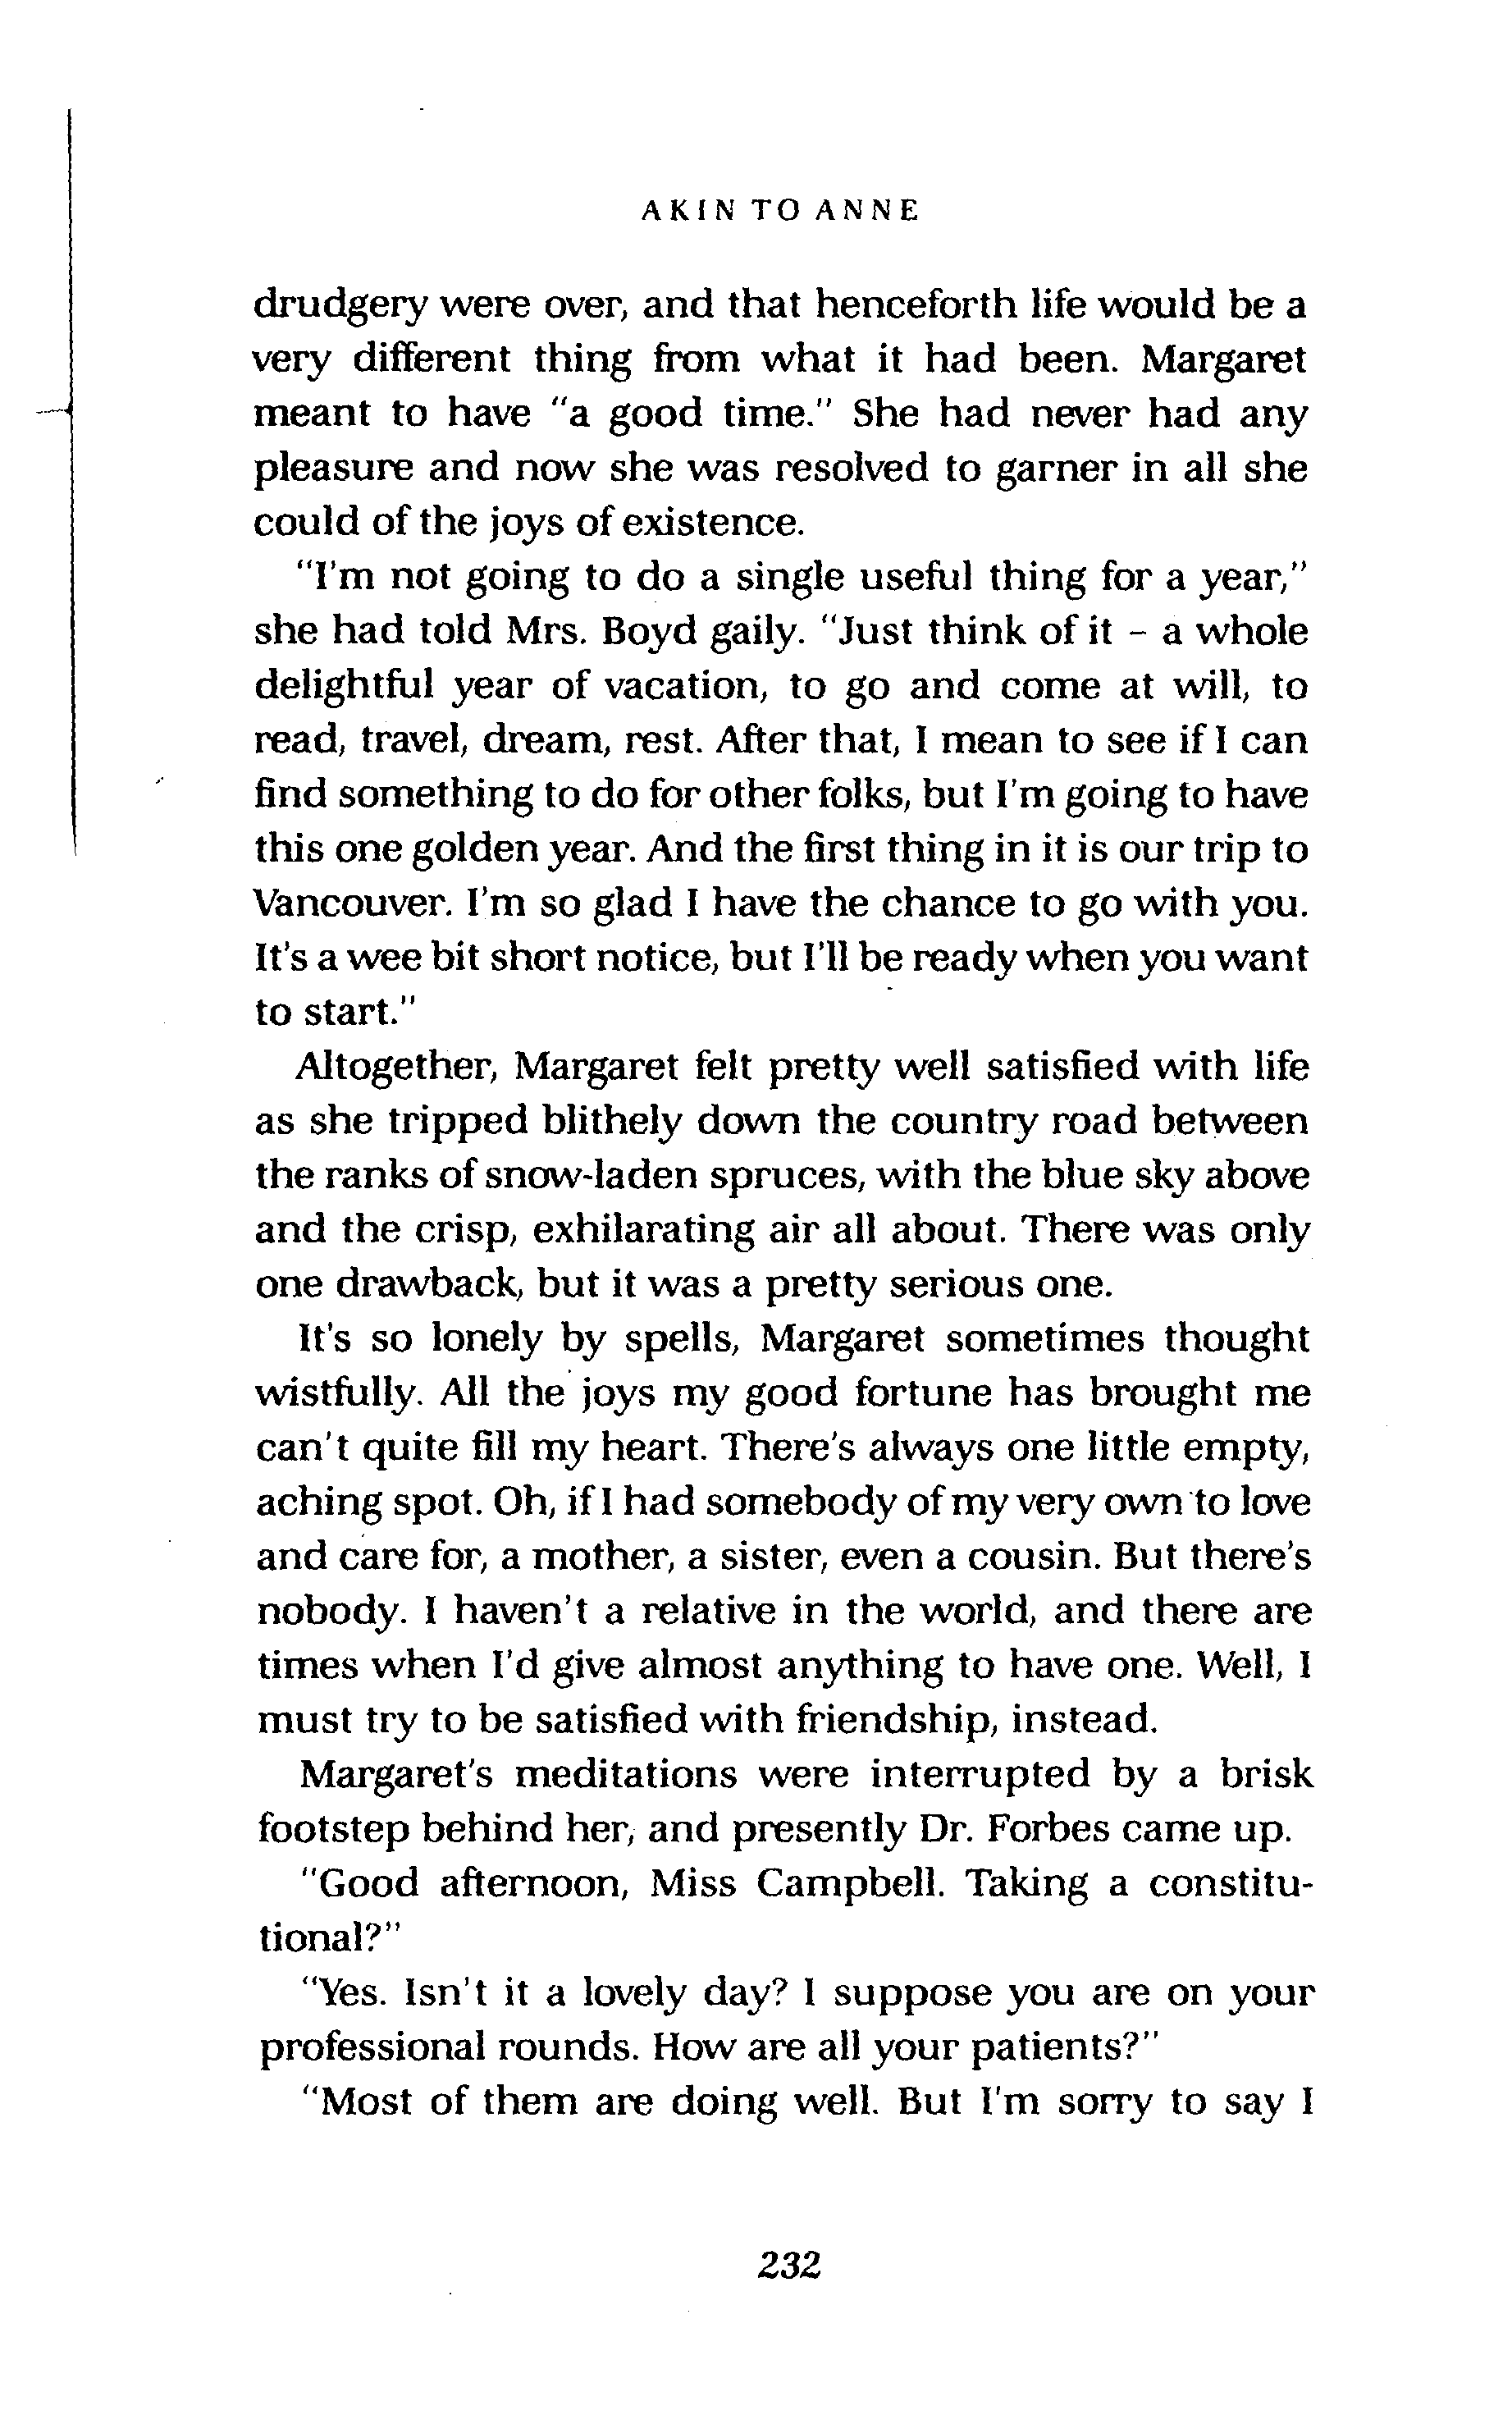 AKIN TO ANNE
drudgery were over, and that henceforth life would be a
very different thing from what it had been. Margaret
meant to have "a good time." She had never had any
pleasure and now she was resolved to garner in all she
could of the joys of existence.
"I'm not going to do a single useful thing for a year,"
she had told Mrs. Boyd gaily. "Just think of it – a whole
delightful year of vacation, to go and come at will, to
read, travel, dream, rest. After that, I mean to see if I can
find something to do for other folks, but I'm going to have
this one golden year. And the first thing in it is our trip to
Vancouver. I'm so glad I have the chance to go with you.
It's a wee bit short notice, but I'll be ready when you want
to start."
Altogether, Margaret felt pretty well satisfied with life
as she tripped blithely down the country road between
the ranks of snow-laden spruces, with the blue sky above
and the crisp, exhilarating air all about. There was only
one drawback, but it was a pretty serious one.
It's so lonely by spells, Margaret sometimes thought
wistfully. All the joys my good fortune has brought me
can't quite fill my heart. There's always one little empty,
aching spot. Oh, if I had somebody of my very own to love
and care for, a mother, a sister, even a cousin. But there's
nobody. I haven't a relative in the world, and there are
times when I'd give almost anything to have one. Well, I
must try to be satisfied with friendship, instead.
Margaret's meditations were interrupted by a brisk
footstep behind her, and presently Dr. Forbes came up.
"Good afternoon, Miss Campbell. Taking a constitu-
tional?"
"Yes. Isn't it a lovely day? I suppose you are on your
professional rounds. How are all your patients?"
"Most of them are doing well. But I'm sorry to say I
232